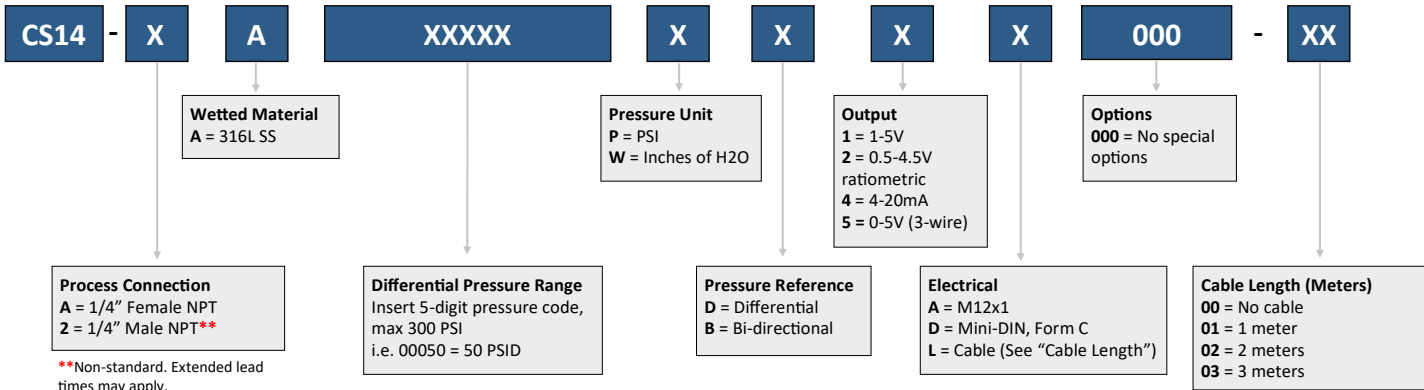 CS14 - X A XXXXX X X X X 000 - XX
Wetted Material
A = 316L SS
Pressure Unit
P = PSI
W = Inches of H2O
Output
1 = 1-5V
2 = 0.5-4.5V
ratiometric
4 = 4-20mA
5 = 0-5V (3-wire)
Options
000 = No special
options
Process Connection
A = 1/4” Female NPT
2 = 1/4” Male NPT**
**Non-standard. Extended lead
times may apply.
Differential Pressure Range
Insert 5-digit pressure code,
max 300 PSI
i.e. 00050 = 50 PSID
Pressure Reference
D = Differential
B = Bi-directional
Electrical
A = M12x1
D = Mini-DIN, Form C
L = Cable (See “Cable Length”)
Cable Length (Meters)
00 = No cable
01 = 1 meter
02 = 2 meters
03 = 3 meters